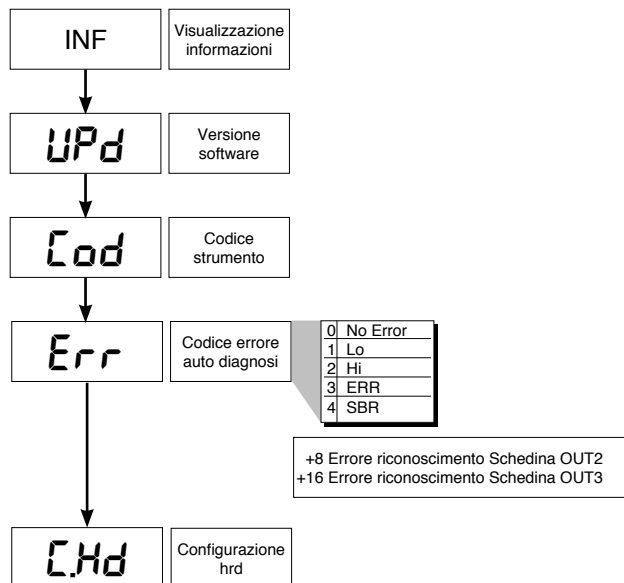 INF
Visualizzazione
informazioni
UPd
Versione
software
Cod
Codice
strumento
Err
Codice errore
auto diagnosi
0 No Error
1 Lo
2 Hi
3 ERR
4 SBR
+8 Errore riconoscimento Schedina OUT2
+16 Errore riconoscimento Schedina OUT3
C.Hd
Configurazione
hrd